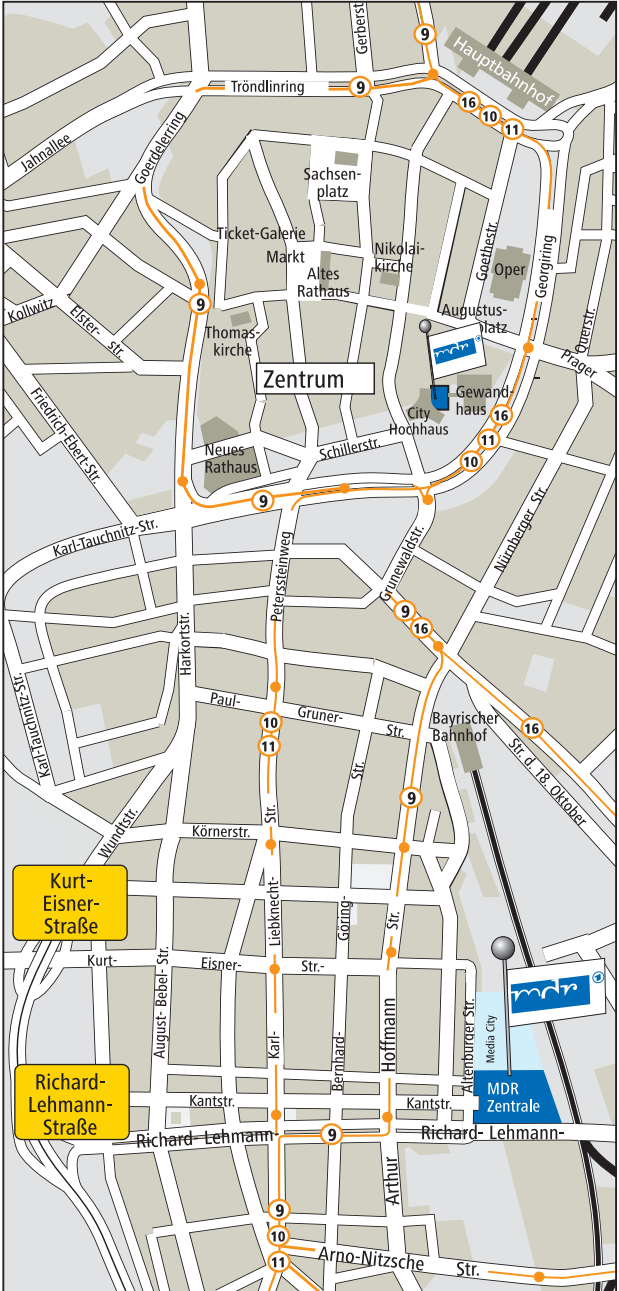 9
Gerberstr.
Hauptbahnhof
Tröndlinring
9
16
10
11
Jahnallee
Goerdelerring
Sachsen-
platz
Ticket-Galerie
Markt
Altes
Rathaus
Nikolai-
kirche
Goethestr.
Oper
Georgiring
Querstr.
Kollwitz
Elster- str.
9
Thomas-
kirche
Augustus-
platz
Prager
mdr
Zentrum
Gewand-
haus
City
Hochhaus
16
11
10
Friedrich-Ebert-Str.
Neues
Rathaus
Schillerstr.
9
Karl-Tauchnitz-Str.
Peterssteinweg
Grunewaldstr.
Nürnberger Str
9
16
Harkortstr.
Karl-Tauchnitz-Str.
Paul- Gruner- Str.
10
11
Bayrischer
Bahnhof
16
Str. d. 18. Oktober
Str.
9
Wundtstr.
Körnerstr.
Str.
Kurt-
Eisner-
Straße
Liebknecht-
Göring-
Str.
Kurt- Eisner- Str.-
August- Bebel- Str.
mdr
Karl-
Bernhard-
Hoffmann
Altenburger Str.
Media City
Richard-
Lehmann-
Straße
MDR
Zentrale
Kantstr.
Kantstr.
Richard- Lehmann-
9
Richard- Lehmann-
Arthur
9
10
11
Arno-Nitzsche Str.